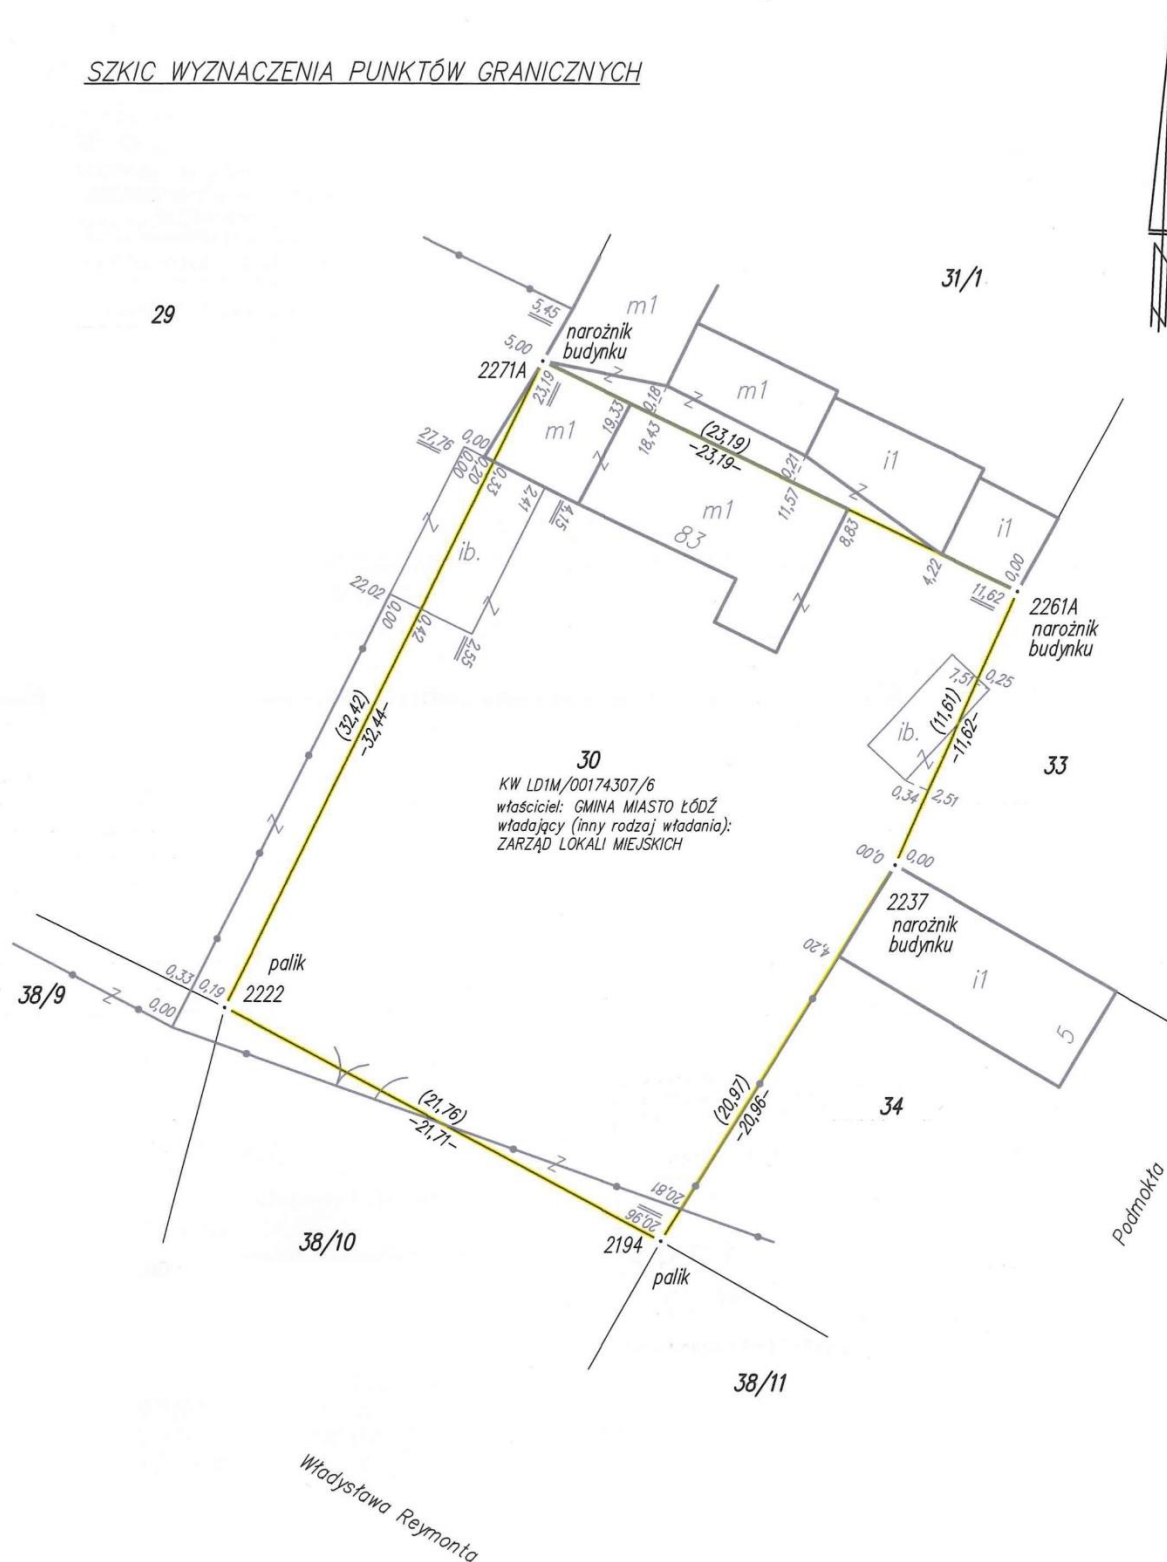 SZKIC WYZNACZENIA PUNKTÓW GRANICZNYCH
31/1
29
5,45
m1
narożnik
budynku
5,00
2271A
23,19
m1
19,33
0,18
18,43
m1
(23,19)
-23,19-
0,21
11,57
i1
i1
27,76
0,00
0,00
0,20
0,33
2,41
4,15
m1
83
8,83
4,22
0,00
11,62
2261A
narożnik
budynku
ib.
22,02
0,00
0,42
2,55
7,51
0,25
(11,61)
-11,62-
ib.
0,34
2,51
33
(32,42)
-32,44-
30
KW LD1M/00174307/6
właściciel: GMINA MIASTO ŁÓDŹ
władający (inny rodzaj władania):
ZARZĄD LOKALI MIEJSKICH
0,00
0,00
2237
narożnik
budynku
4,20
i1
5
palik
2222
0,33
0,19
0,00
38/9
(21,76)
-21,71-
(20,97)
-20,96-
34
20,81
20,96
2194
palik
38/10
38/11
Podmokła
Władysława Reymonta